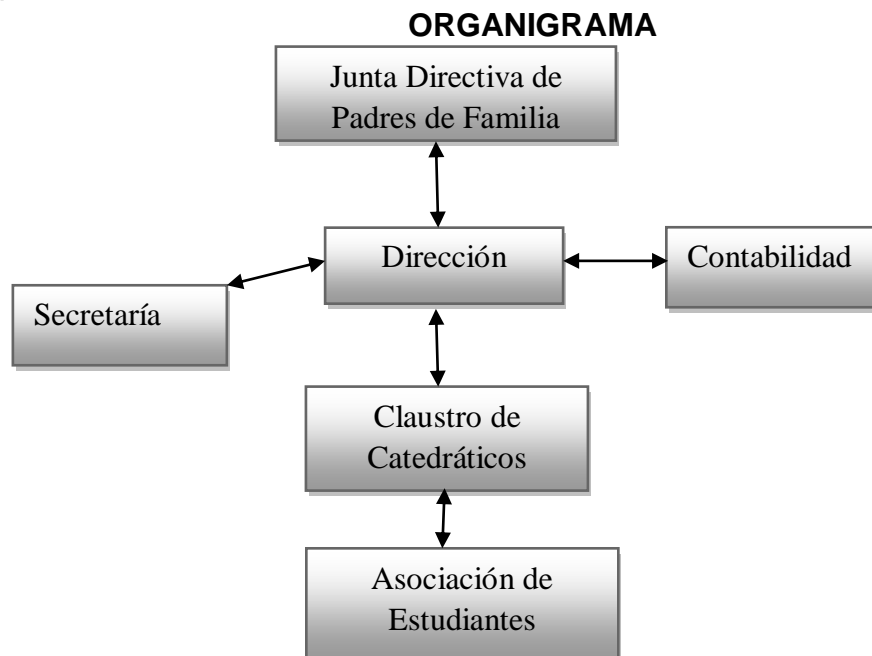 ORGANIGRAMA
Junta Directiva de
Padres de Familia
Dirección
Contabilidad
Secretaría
Claustro de
Catedráticos
Asociación de
Estudiantes